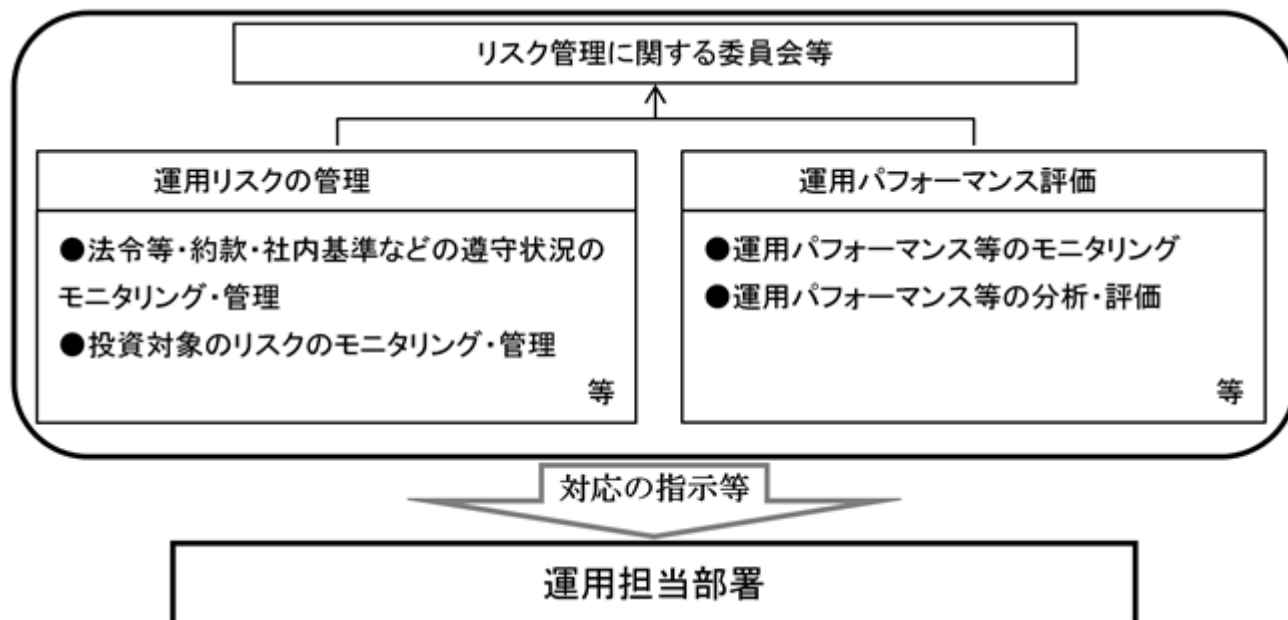 リスク管理に関する委員会等
運用リスクの管理
●法令等・約款・社内基準などの遵守状況の
モニタリング・管理
●投資対象のリスクのモニタリング・管理
等
運用パフォーマンス評価
●運用パフォーマンス等のモニタリング
●運用パフォーマンス等の分析・評価
等
対応の指示等
運用担当部署